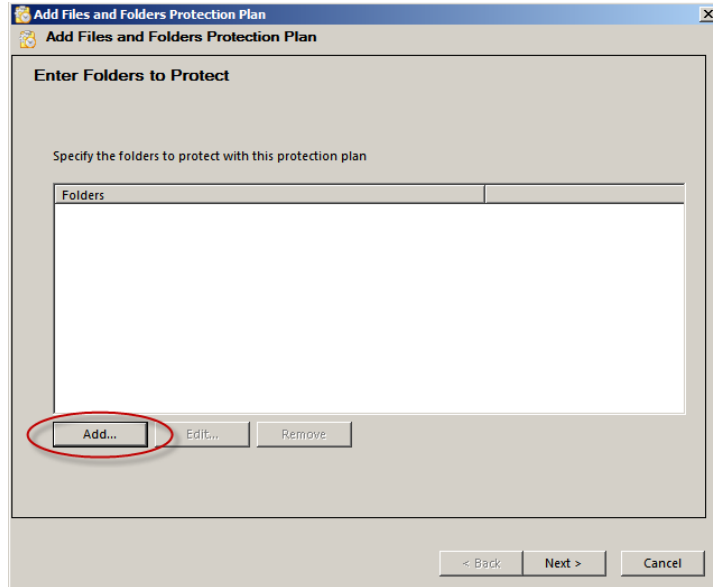 Add Files and Folders Protection Plan
Add Files and Folders Protection Plan
Enter Folders to Protect
Specify the folders to protect with this protection plan
Folders
Add... Edit... Remove
< Back Next > Cancel